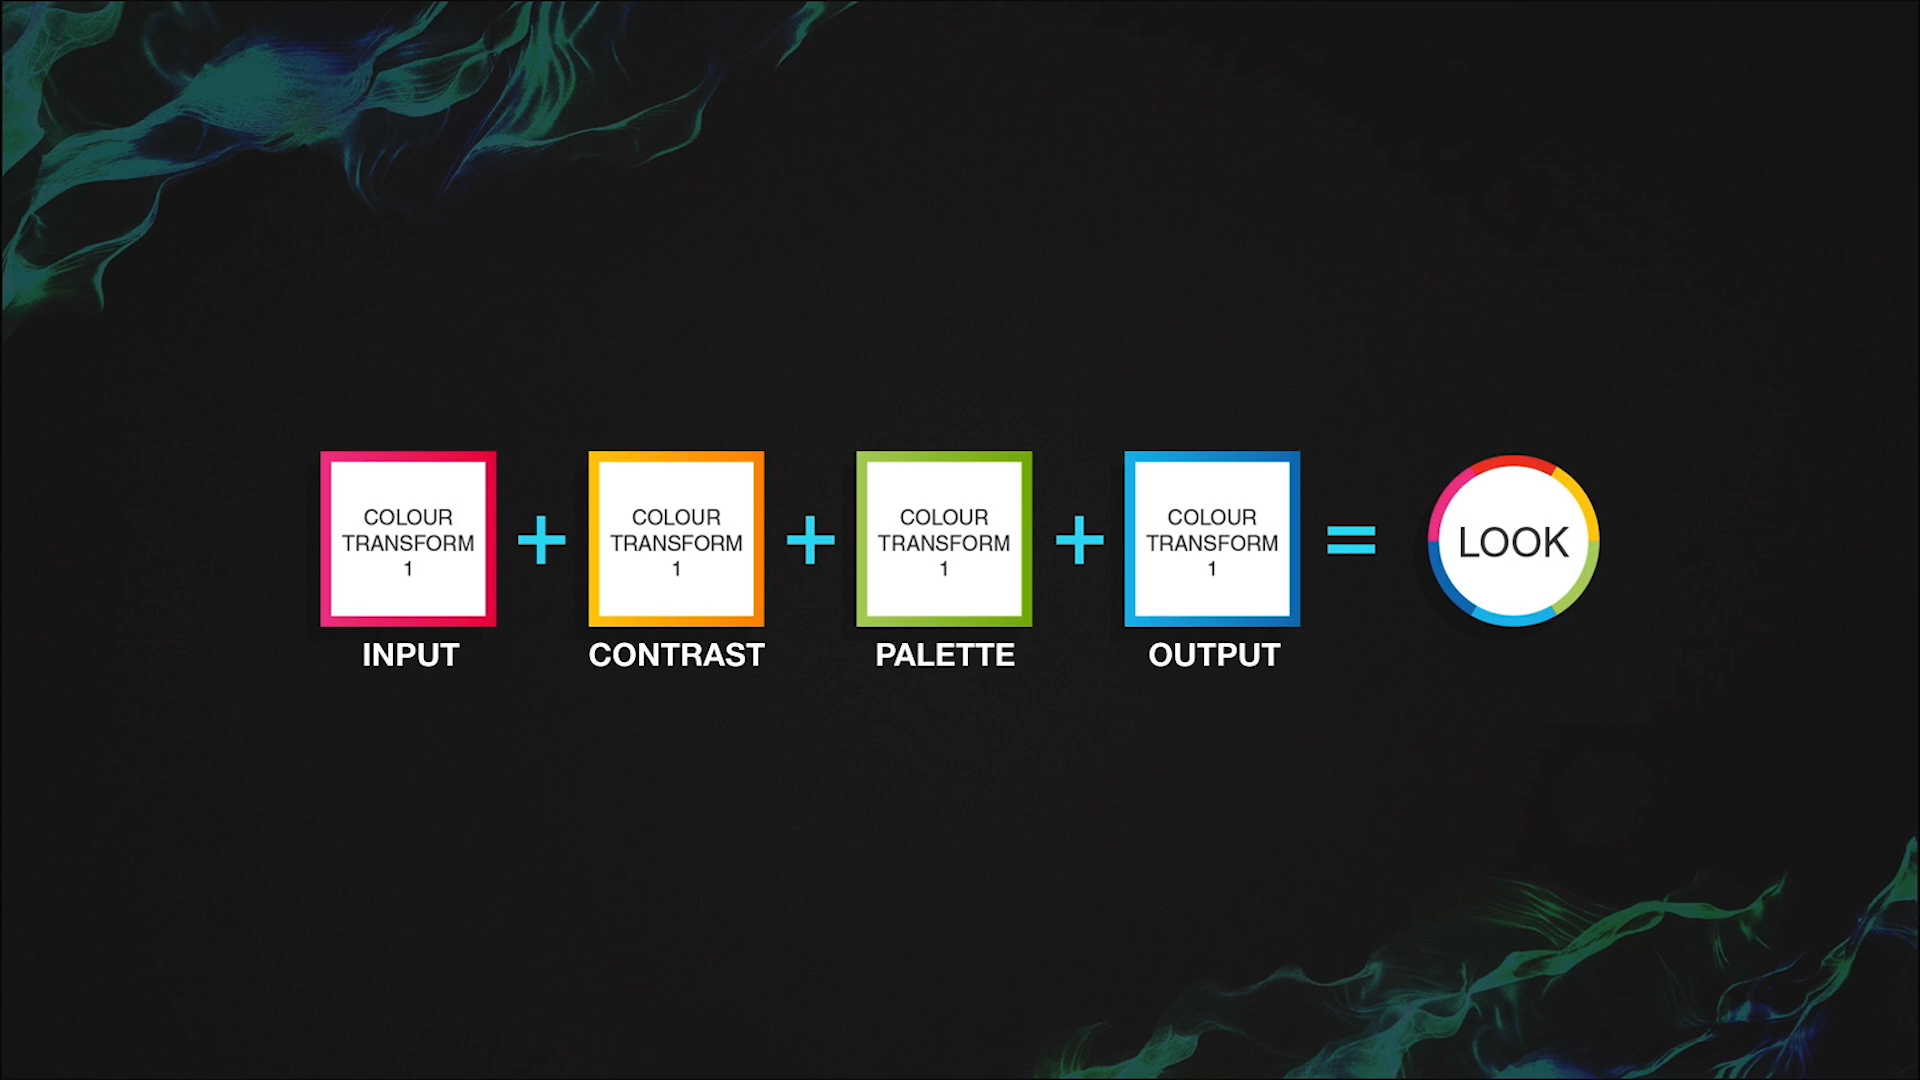 COLOUR
TRANSFORM
1
+
COLOUR
TRANSFORM
1
+
COLOUR
TRANSFORM
1
+
COLOUR
TRANSFORM
1
=
LOOK
INPUT
CONTRAST
PALETTE
OUTPUT